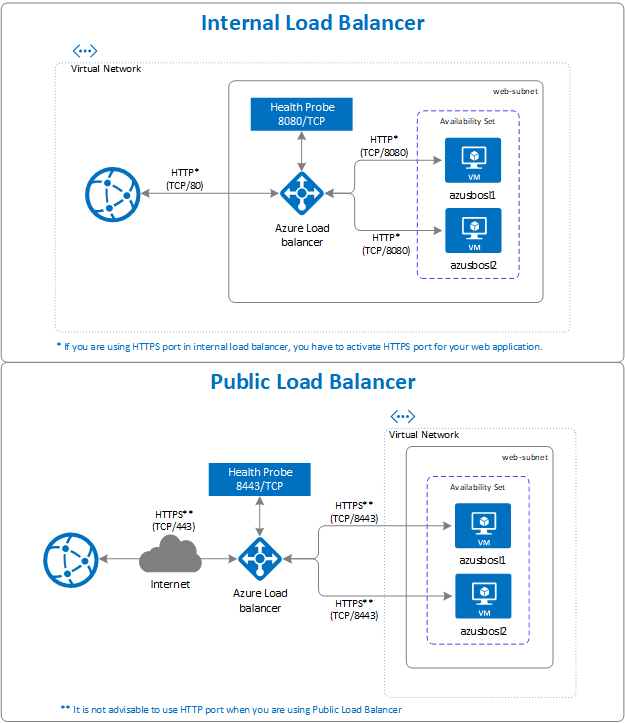 Internal Load Balancer
Virtual Network
web-subnet
Health Probe
8080/TCP
Availability Set
HTTP*
(TCP/8080)
HTTP*
(TCP/80)
VM
azusbosl1
Azure Load
balancer
HTTP*
(TCP/8080)
VM
azusbosl2
* If you are using HTTPS port in internal load balancer, you have to activate HTTPS port for your web application.
Public Load Balancer
Virtual Network
web-subnet
Health Probe
8443/TCP
Availability Set
HTTPS**
(TCP/443)
HTTPS**
(TCP/8443)
VM
azusbosl1
Internet
Azure Load
balancer
HTTPS**
(TCP/8443)
VM
azusbosl2
** It is not advisable to use HTTP port when you are using Public Load Balancer